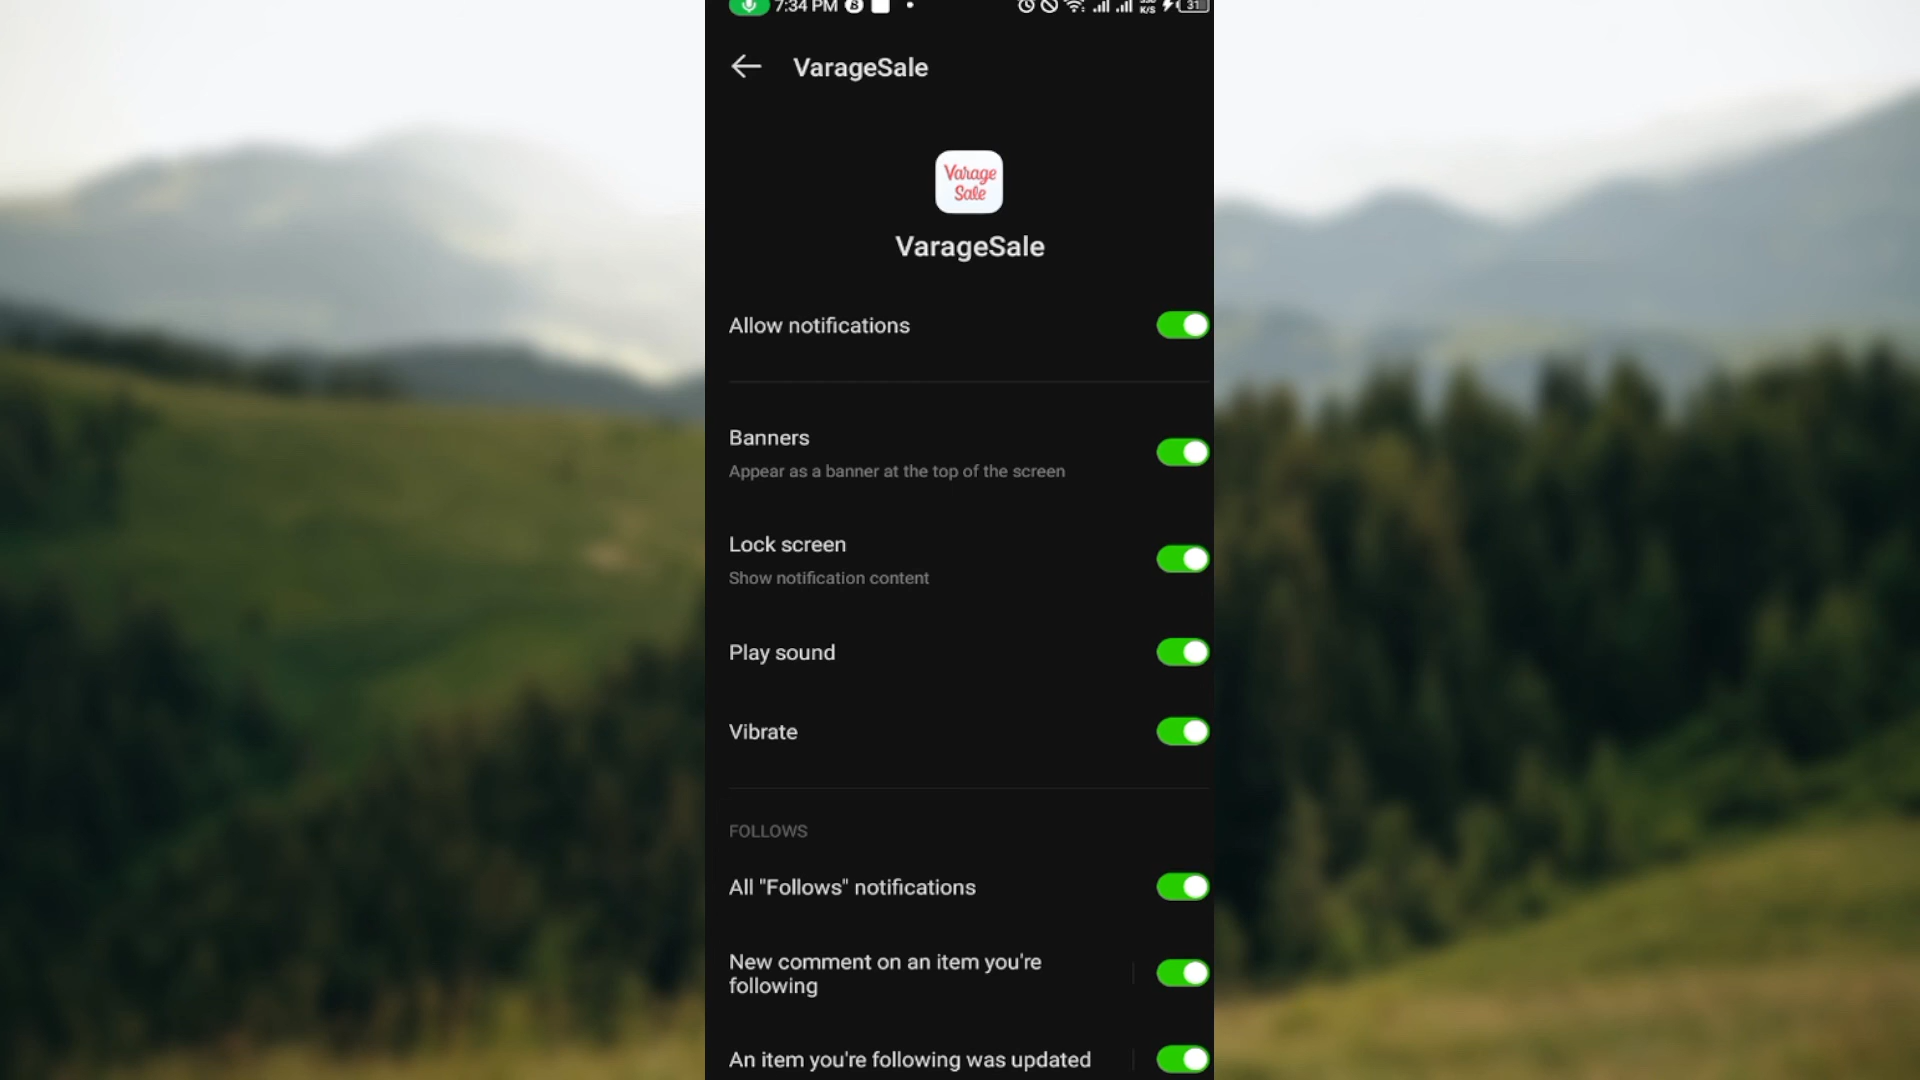 7:34 PM
K/S 31
VarageSale
Varage
Sale
VarageSale
Allow notifications
Banners
Appear as a banner at the top of the screen
Lock screen
Show notification content
Play sound
Vibrate
FOLLOWS
All "Follows" notifications
New comment on an item you're
following
An item you're following was updated